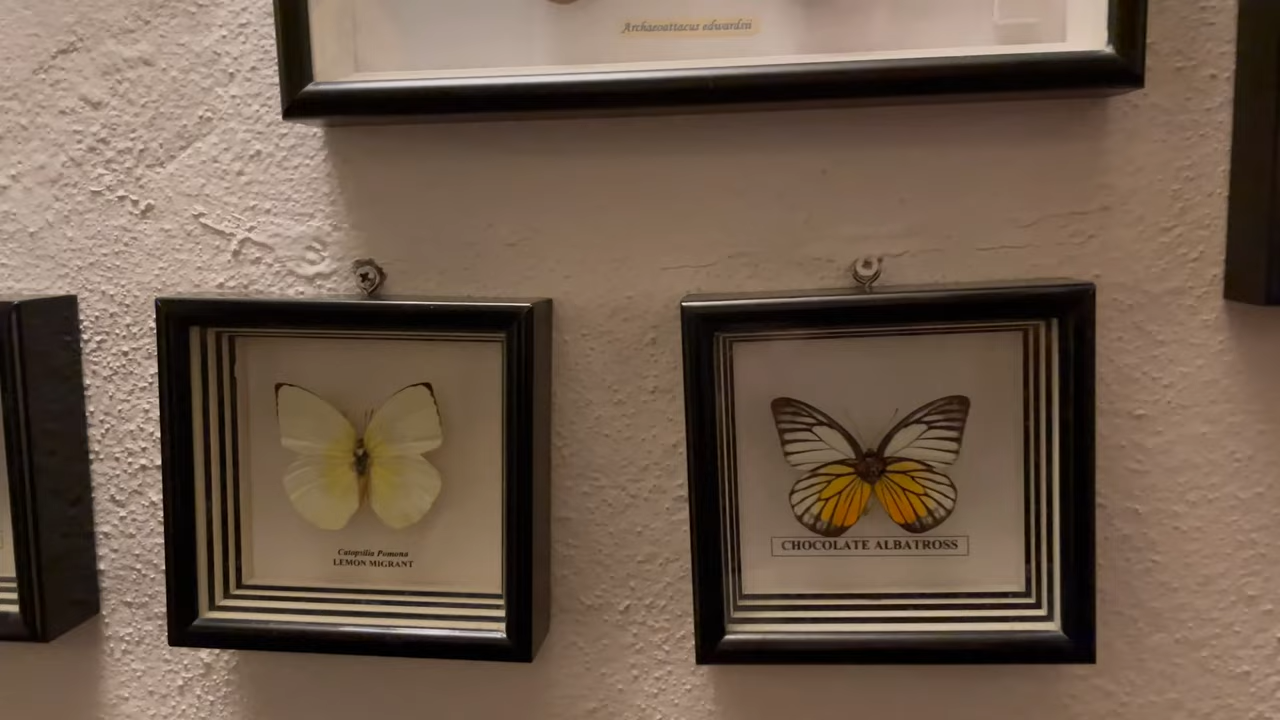 Archaeoattacus edwardsii
Catopsilia Pomona
LEMON MIGRANT
CHOCOLATE ALBATROSS